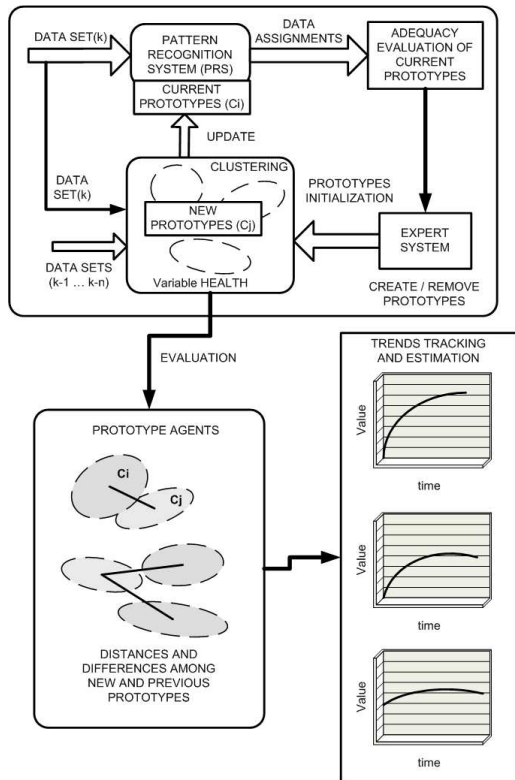 DATA SET(k)
PATTERN
RECOGNITION
SYSTEM (PRS)
DATA
ASSIGNMENTS
ADEQUACY
EVALUATION OF
CURRENT
PROTOTYPES
CURRENT
PROTOTYPES (Ci)
UPDATE
DATA
SET(k)
CLUSTERING
NEW
PROTOTYPES (Cj)
PROTOTYPES
INITIALIZATION
EXPERT
SYSTEM
DATA SETS
(k-1 ... k-n)
Variable HEALTH
CREATE / REMOVE
PROTOTYPES
EVALUATION
PROTOTYPE AGENTS
Ci
Cj
DISTANCES AND
DIFFERENCES AMONG
NEW AND PREVIOUS
PROTOTYPES
TRENDS TRACKING
AND ESTIMATION
Value
time
Value
time
Value
time